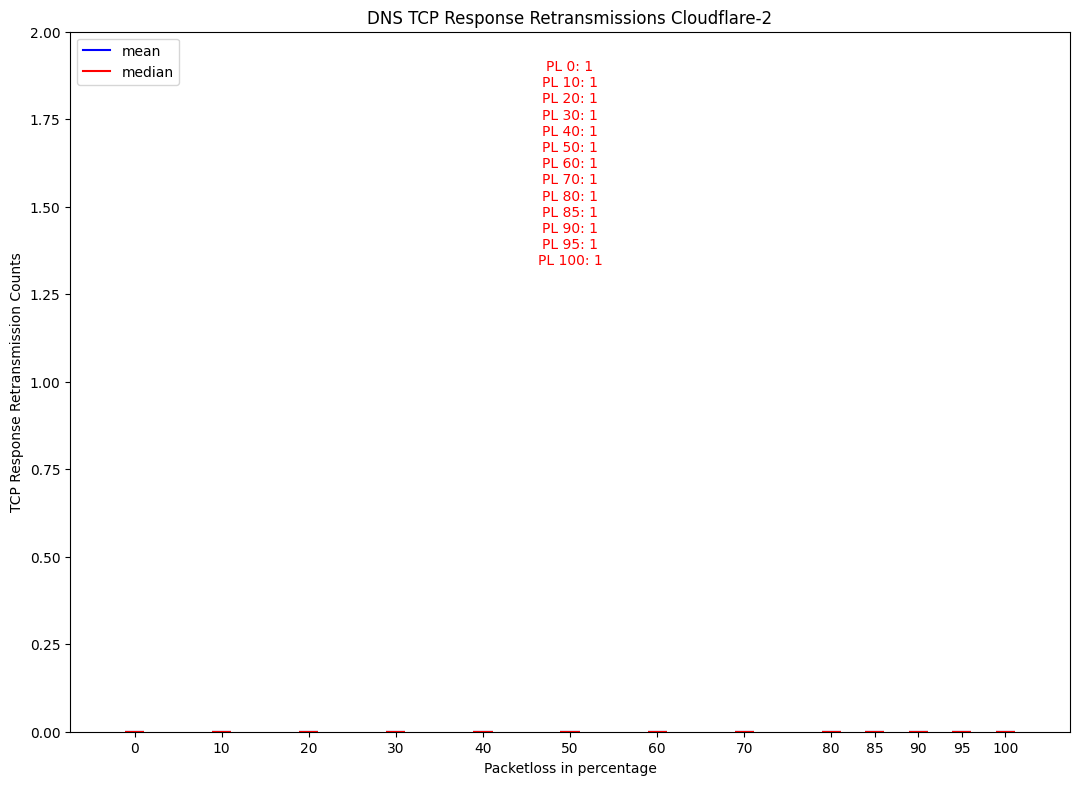 DNS TCP Response Retransmissions Cloudflare-2
mean
median
PL 0: 1
PL 10: 1
PL 20: 1
PL 30: 1
PL 40: 1
PL 50: 1
PL 60: 1
PL 70: 1
PL 80: 1
PL 85: 1
PL 90: 1
PL 95: 1
PL 100: 1
TCP Response Retransmission Counts
2.00
1.75
1.50
1.25
1.00
0.75
0.50
0.25
0.00
0 10 20 30 40 50 60 70 80 85 90 95 100
Packetloss in percentage